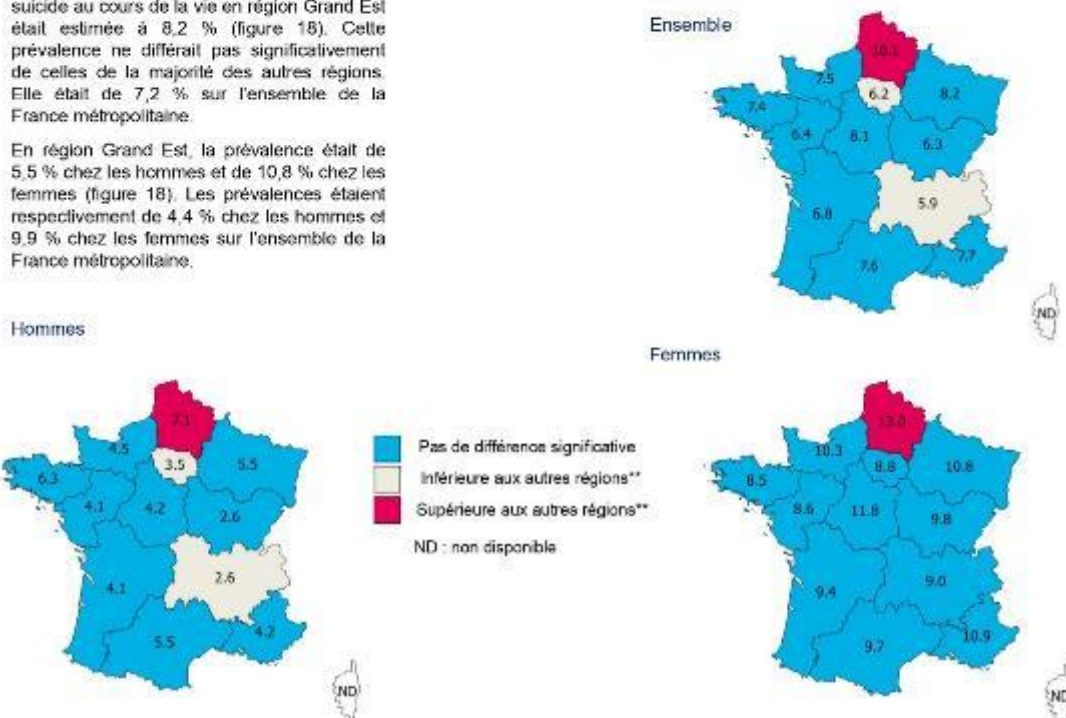 suicide au cours de la vie en région Grand Est
était estimée à 8,2 % (figure 18). Cette
prévalence ne différait pas significativement
de celles de la majorité des autres régions.
Elle était de 7,2 % sur l'ensemble de la
France métropolitaine.
En région Grand Est, la prévalence était de
5,5 % chez les hommes et de 10,8 % chez les
femmes (figure 18). Les prévalences étaient
respectivement de 4,4 % chez les hommes et
9,9 % chez les femmes sur l'ensemble de la
France métropolitaine.
Ensemble
10.1
7.5
6.2
8.2
7.4
6.4
8.1
6.3
5.9
6.8
7.6
7.7
ND
Hommes
7.1
4.5
3.5
5.5
6.3
4.1
4.2
2.6
2.6
4.1
5.5
4.2
ND
Pas de différence significative
Inférieure aux autres régions**
Supérieure aux autres régions**
ND : non disponible
Femmes
13.0
10.3
8.8
10.8
8.5
8.6
11.8
9.8
9.0
9.4
9.7
10.9
ND